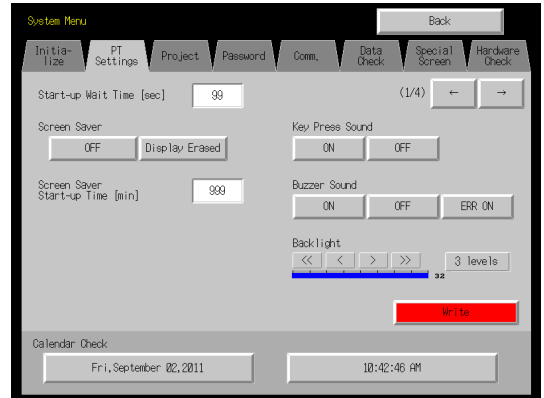 System Menu
Back
Initia-
lize
PT
Settings
Project
Password
Comm.
Data
Check
Special
Screen
Hardware
Check
Start-up Wait Time [sec]
99
(1/4)
←
→
Screen Saver
OFF
Display Erased
Key Press Sound
ON
OFF
Screen Saver
Start-up Time [min]
999
Buzzer Sound
ON
OFF
ERR ON
Backlight
<<
<
>
>>
3 levels
32
Write
Calendar Check
Fri,September 02,2011
10:42:46 AM